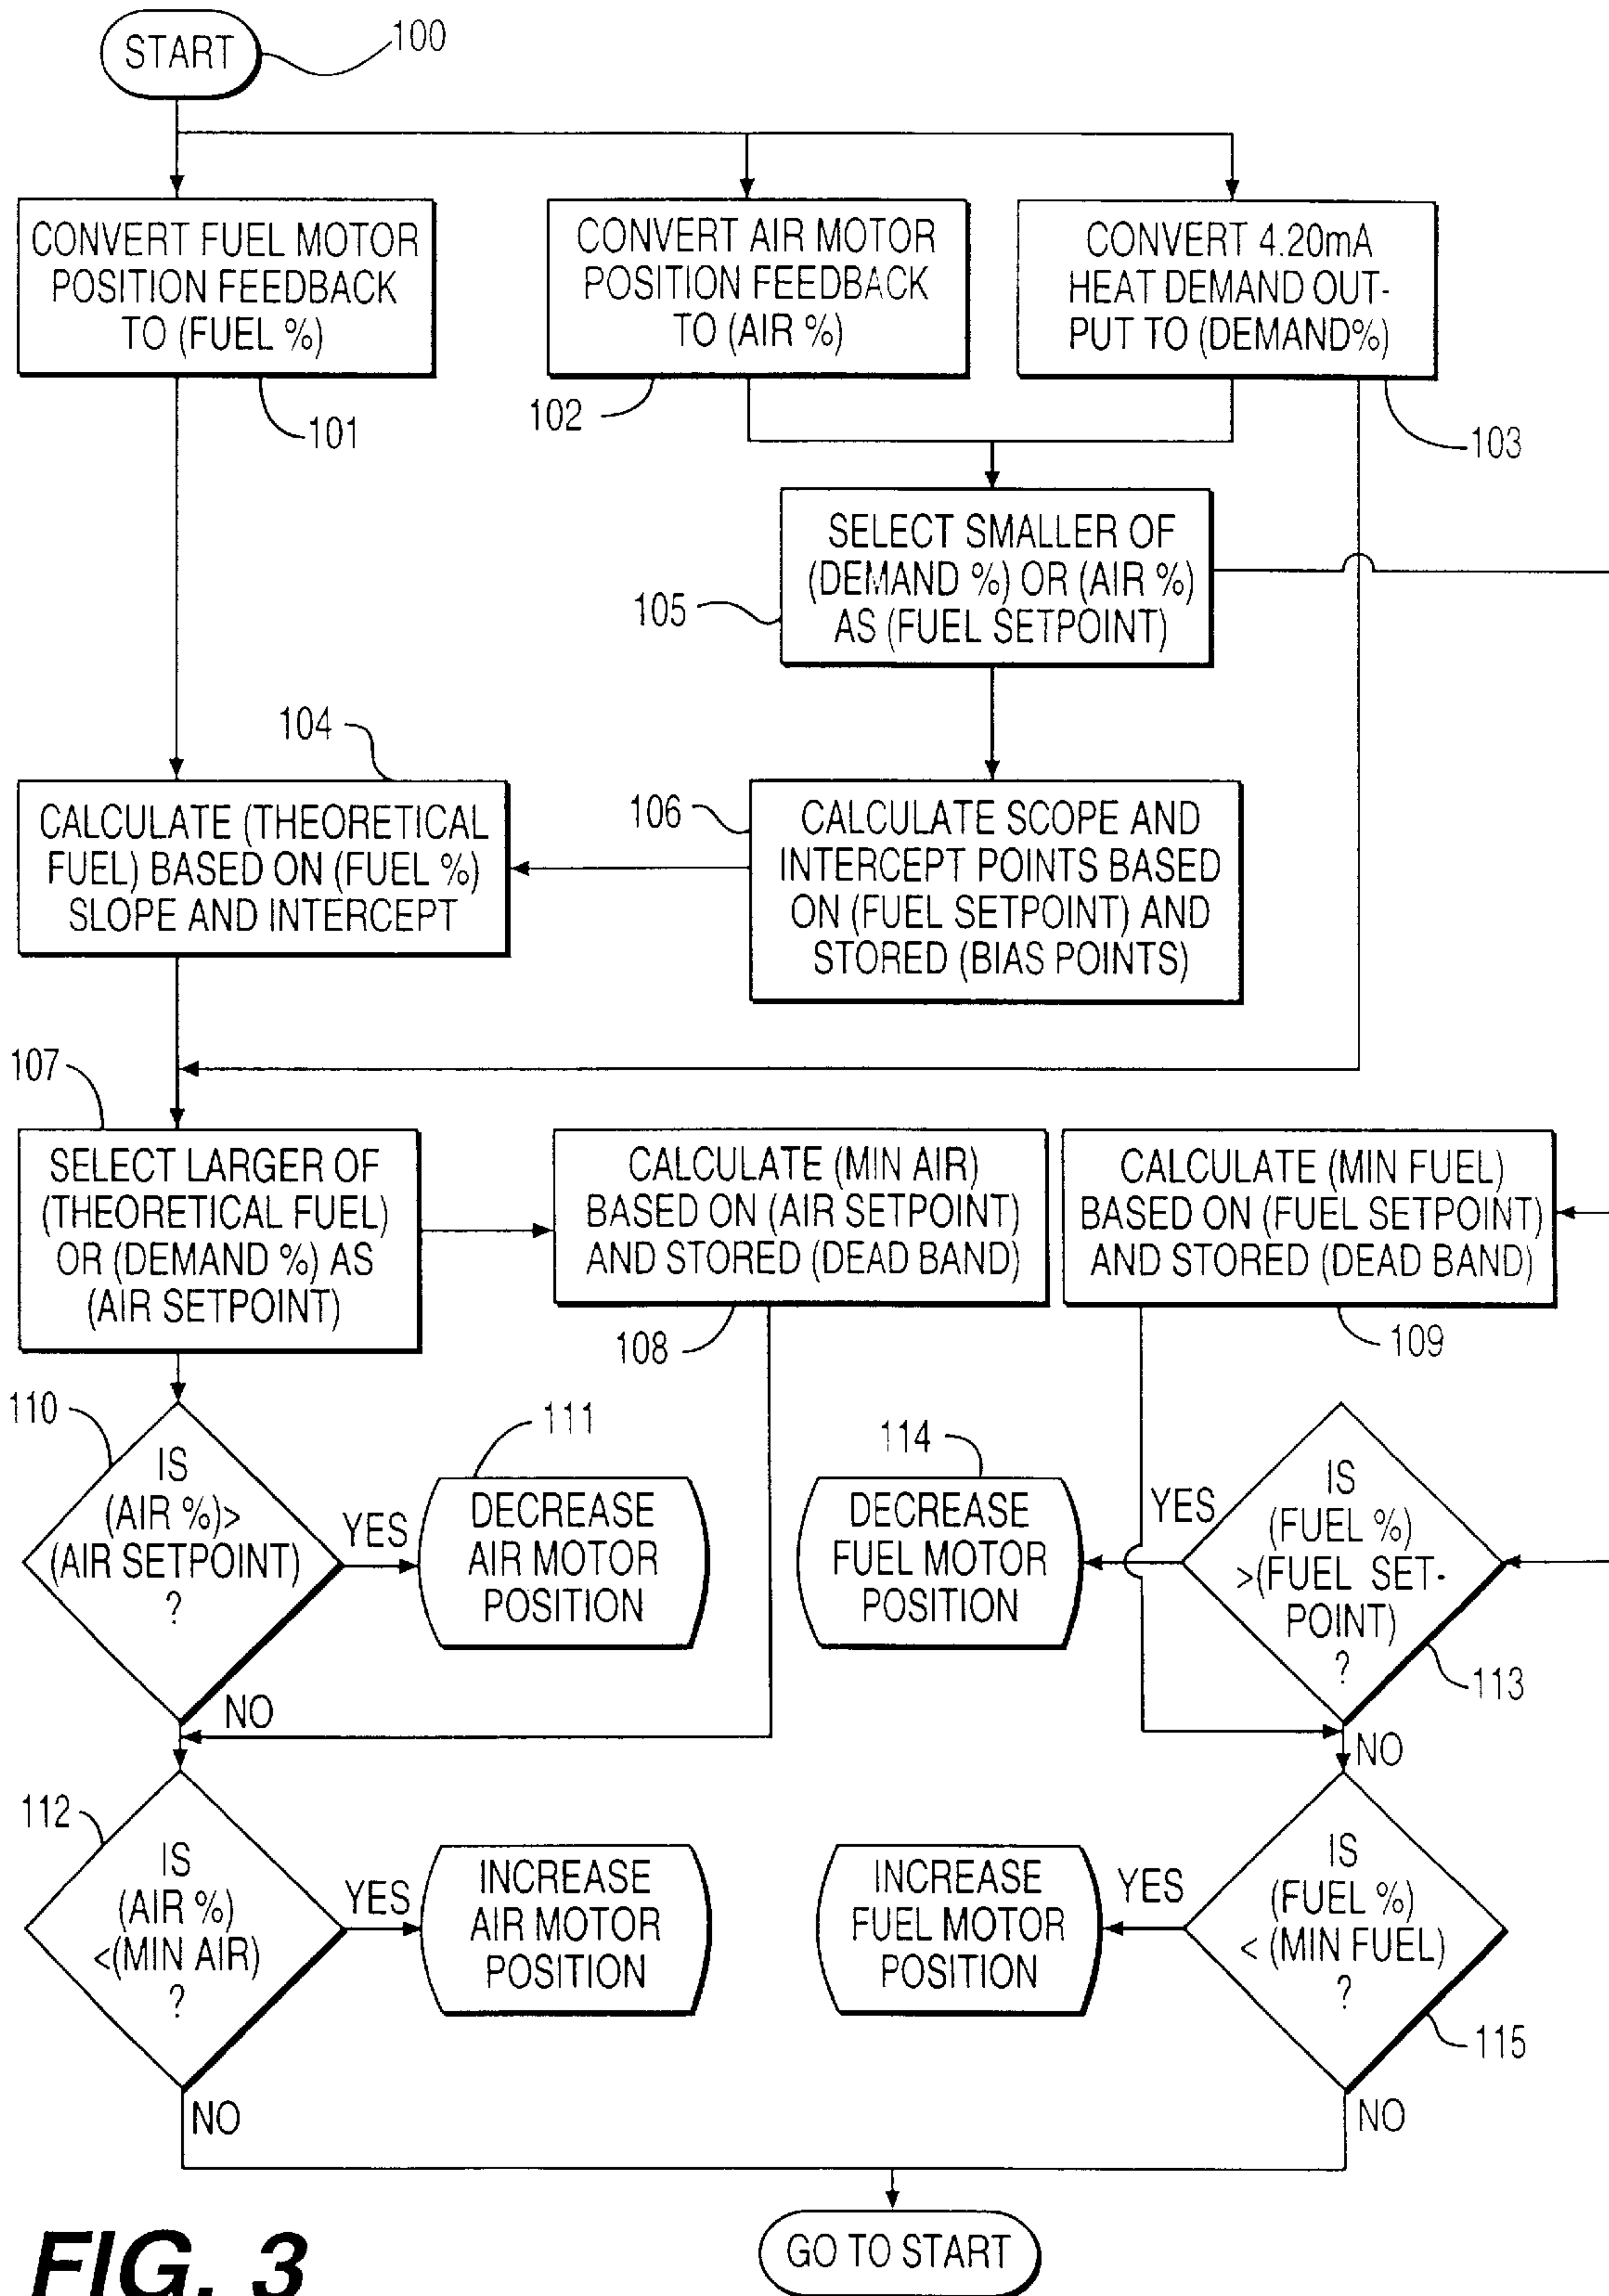 START
100
CONVERT FUEL MOTOR
POSITION FEEDBACK
TO (FUEL %)
101
CONVERT AIR MOTOR
POSITION FEEDBACK
TO (AIR %)
102
CONVERT 4.20mA
HEAT DEMAND OUT-
PUT TO (DEMAND%)
103
SELECT SMALLER OF
(DEMAND %) OR (AIR %)
AS (FUEL SETPOINT)
105
104
CALCULATE (THEORETICAL
FUEL) BASED ON (FUEL %)
SLOPE AND INTERCEPT
106
CALCULATE SCOPE AND
INTERCEPT POINTS BASED
ON (FUEL SETPOINT) AND
STORED (BIAS POINTS)
107
SELECT LARGER OF
(THEORETICAL FUEL)
OR (DEMAND %) AS
(AIR SETPOINT)
CALCULATE (MIN AIR)
BASED ON (AIR SETPOINT)
AND STORED (DEAD BAND)
108
CALCULATE (MIN FUEL)
BASED ON (FUEL SETPOINT)
AND STORED (DEAD BAND)
109
110
IS
(AIR %)>
(AIR SETPOINT)
?
YES
NO
111
DECREASE
AIR MOTOR
POSITION
114
DECREASE
FUEL MOTOR
POSITION
YES
IS
(FUEL %)
>(FUEL SET-
POINT)
?
113
NO
112
IS
(AIR %)
<(MIN AIR)
?
YES
NO
INCREASE
AIR MOTOR
POSITION
INCREASE
FUEL MOTOR
POSITION
YES
IS
(FUEL %)
< (MIN FUEL)
?
115
NO
GO TO START
FIG. 3